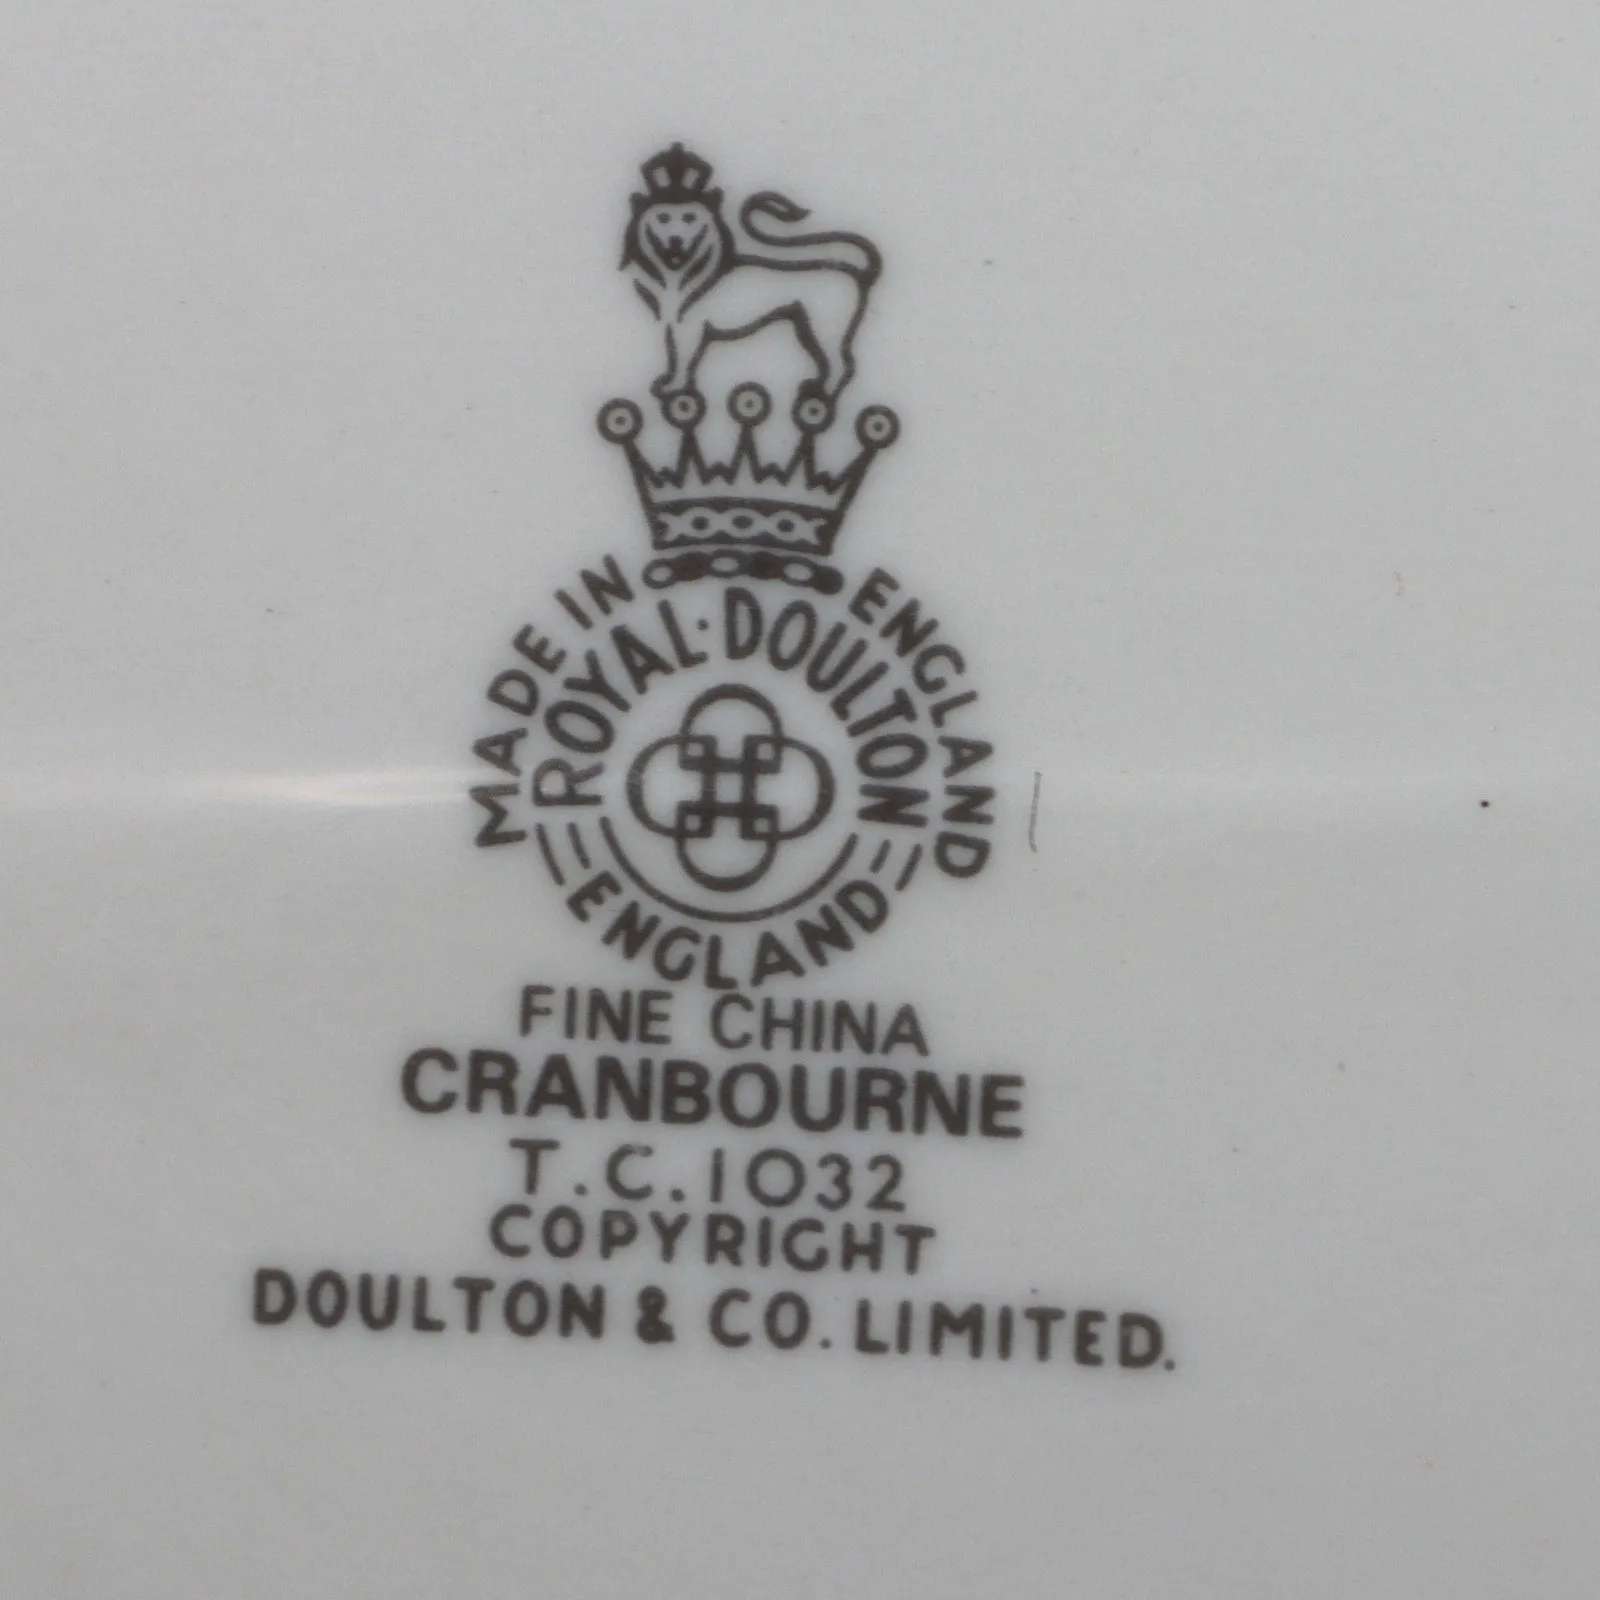 MADE IN ENGLAND
ROYAL·DOULTON
ENGLAND
FINE CHINA
CRANBOURNE
T.C.1032
COPYRIGHT
DOULTON & CO. LIMITED.